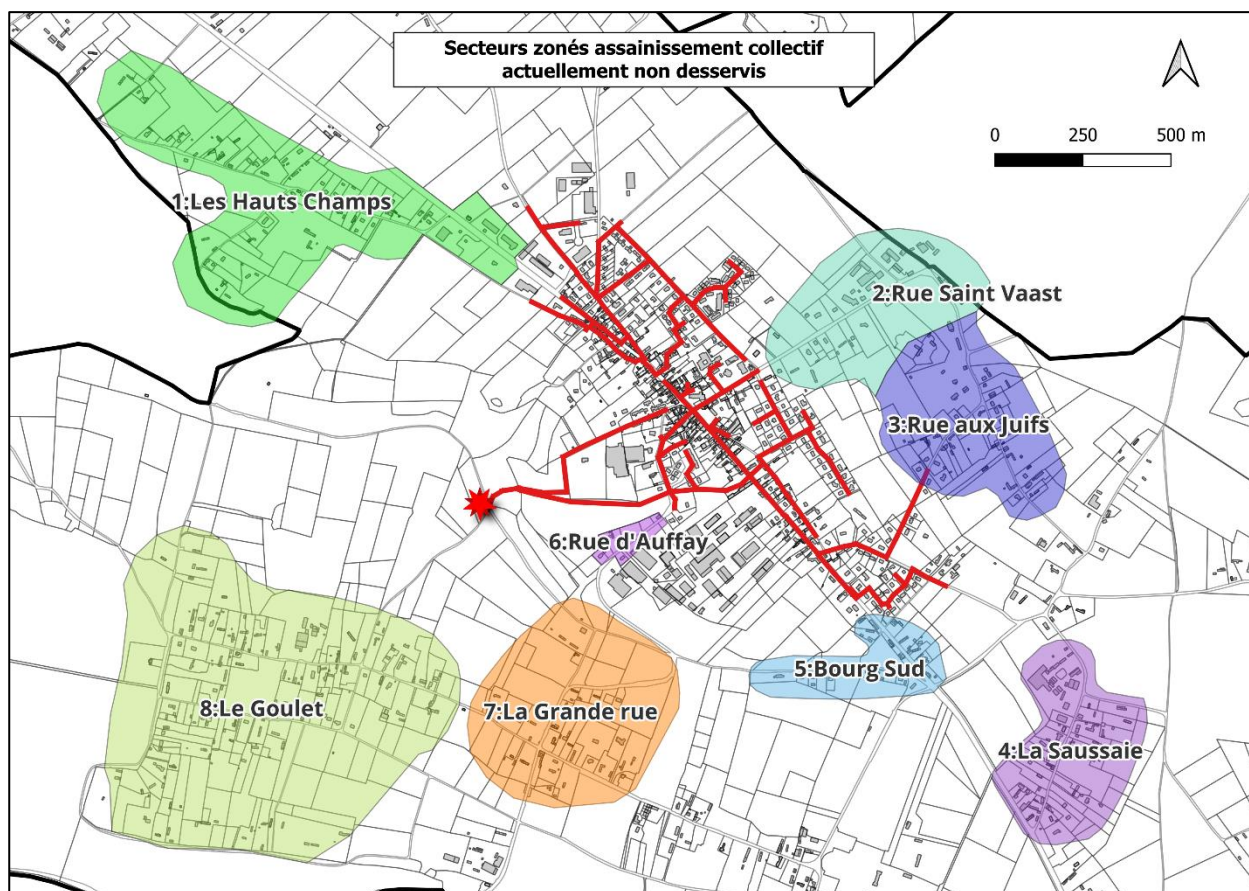 Secteurs zonés assainissement collectif
actuellement non desservis
0 250 500 m
1:Les Hauts Champs
2:Rue Saint Vaast
3:Rue aux Juifs
6:Rue d'Auffay
5:Bourg Sud
8:Le Goulet
7:La Grande rue
4:La Saussaie